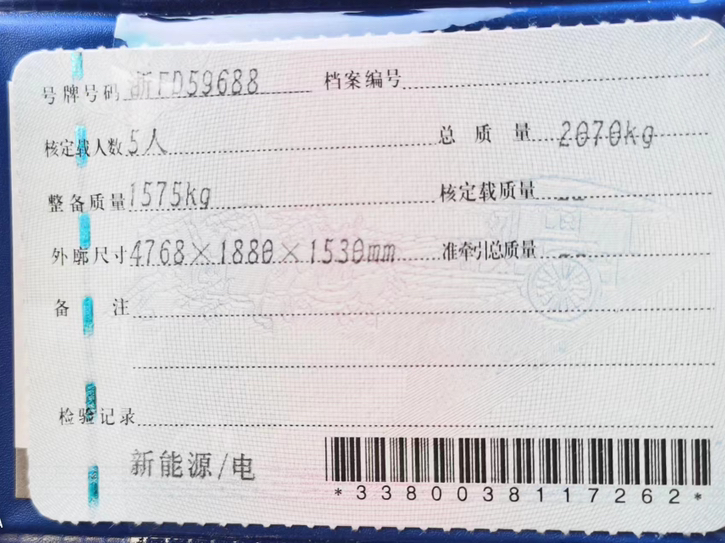 号牌号码 浙FD59688 档案编号
核定载人数 5人 总质量 2070kg
整备质量 1575kg 核定载质量 --
外廓尺寸 4768×1880×1530mm 准牵引总质量 --
备注
检验记录
新能源/电
*3380038117262*